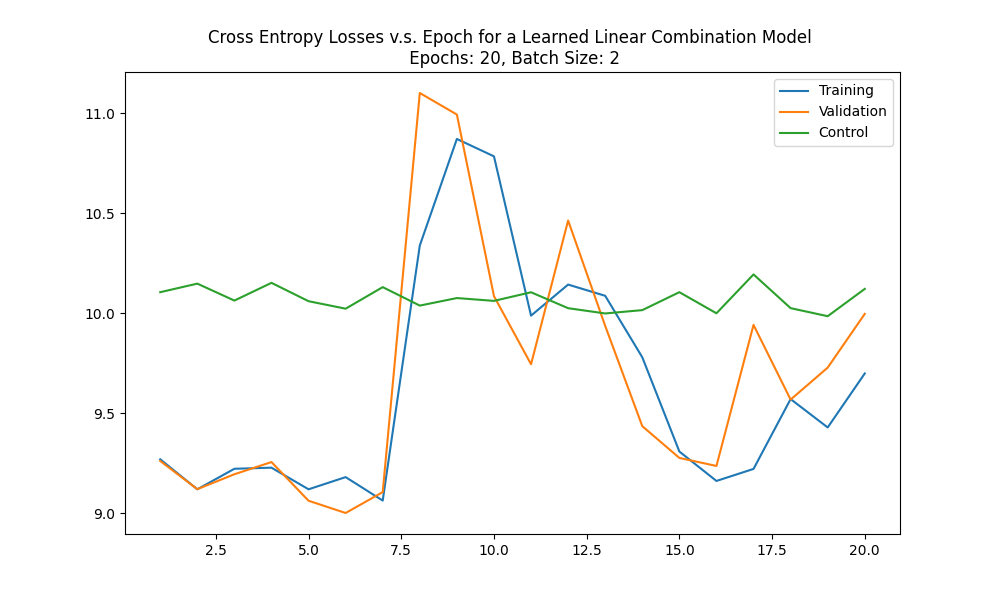 Cross Entropy Losses v.s. Epoch for a Learned Linear Combination Model
Epochs: 20, Batch Size: 2
Training
Validation
Control
11.0
10.5
10.0
9.5
9.0
2.5 5.0 7.5 10.0 12.5 15.0 17.5 20.0